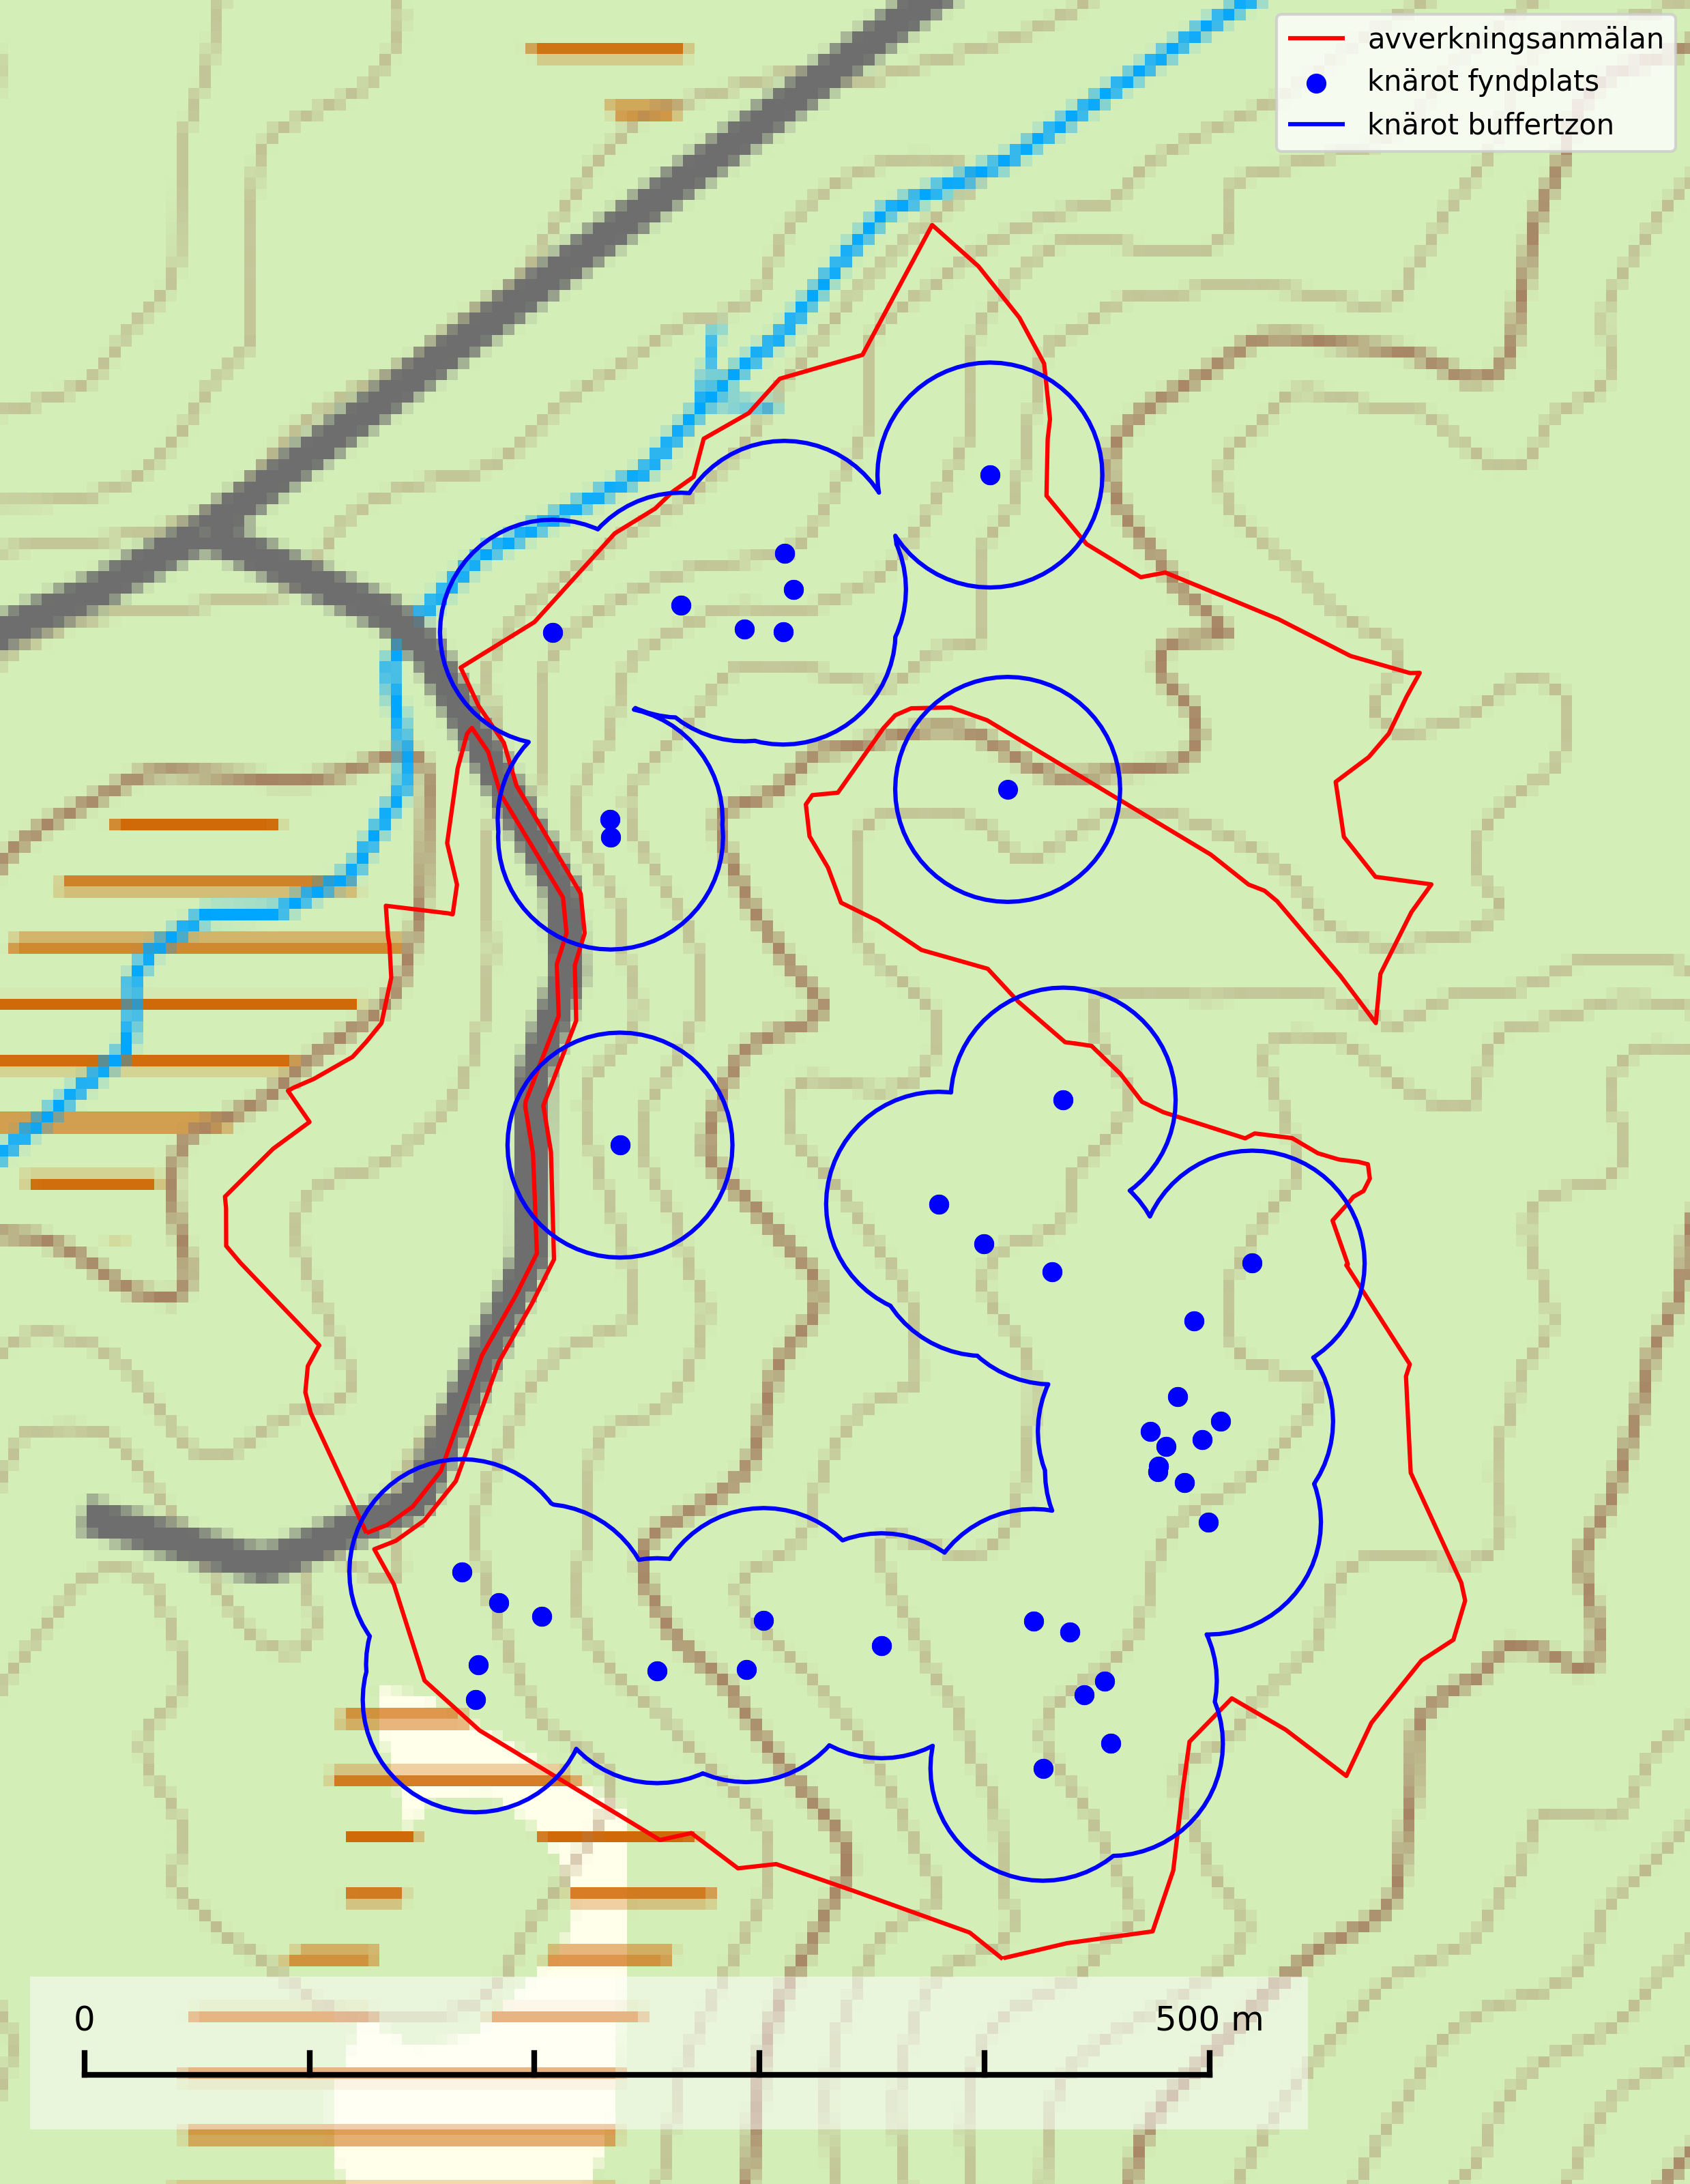 avverkningsanmälan
knärot fyndplats
knärot buffertzon
0
500 m